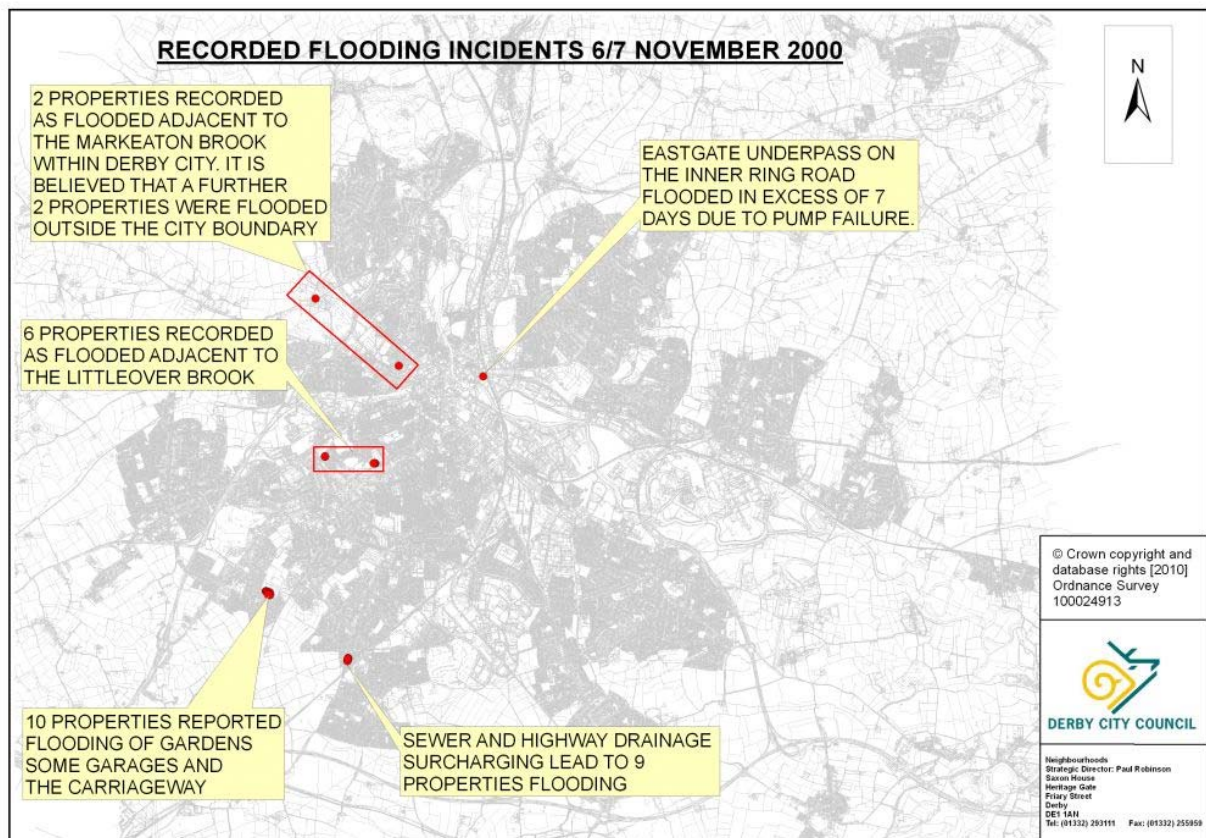 RECORDED FLOODING INCIDENTS 6/7 NOVEMBER 2000
N
2 PROPERTIES RECORDED
AS FLOODED ADJACENT TO
THE MARKEATON BROOK
WITHIN DERBY CITY. IT IS
BELIEVED THAT A FURTHER
2 PROPERTIES WERE FLOODED
OUTSIDE THE CITY BOUNDARY
EASTGATE UNDERPASS ON
THE INNER RING ROAD
FLOODED IN EXCESS OF 7
DAYS DUE TO PUMP FAILURE.
6 PROPERTIES RECORDED
AS FLOODED ADJACENT TO
THE LITTLEOVER BROOK
10 PROPERTIES REPORTED
FLOODING OF GARDENS
SOME GARAGES AND
THE CARRIAGEWAY
SEWER AND HIGHWAY DRAINAGE
SURCHARGING LEAD TO 9
PROPERTIES FLOODING
© Crown copyright and
database rights [2010]
Ordnance Survey
100024913
DERBY CITY COUNCIL
Neighbourhoods
Strategic Director: Paul Robinson
Saxon House
Heritage Gate
Friary Street
Derby
DE1 1AN
Tel: (01332) 293111 Fax: (01332) 255959